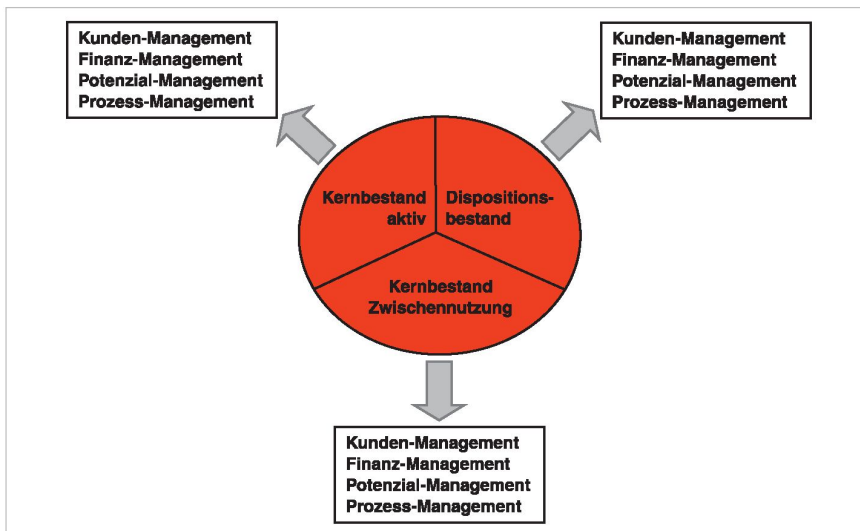 Kunden-Management
Finanz-Management
Potenzial-Management
Prozess-Management
Kunden-Management
Finanz-Management
Potenzial-Management
Prozess-Management
Kernbestand
aktiv
Dispositions-
bestand
Kernbestand
Zwischennutzung
Kunden-Management
Finanz-Management
Potenzial-Management
Prozess-Management